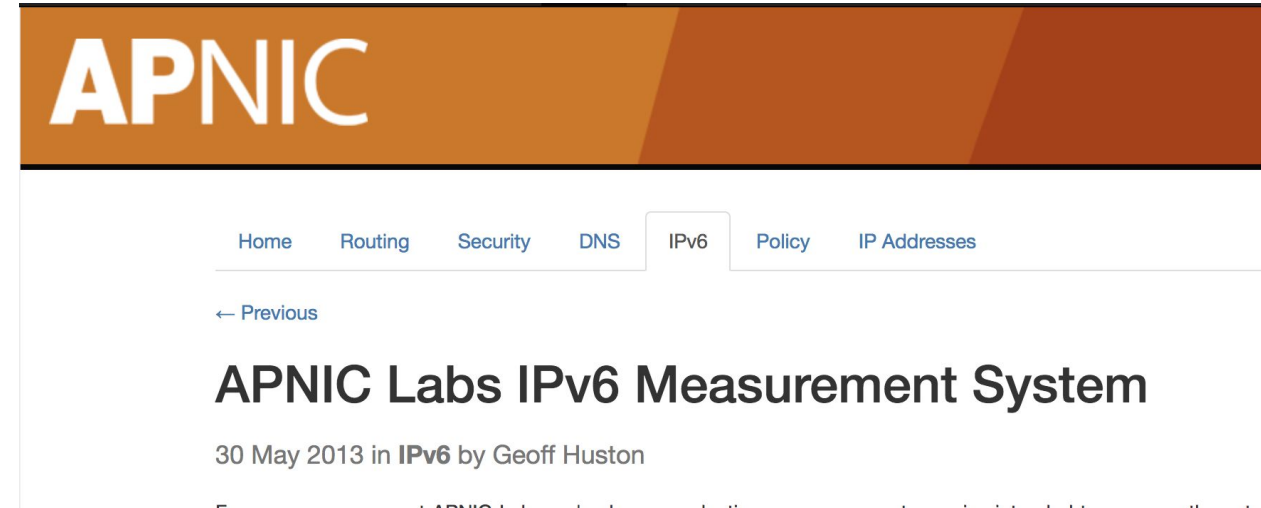 APNIC
Home Routing Security DNS IPv6 Policy IP Addresses
← Previous
APNIC Labs IPv6 Measurement System
30 May 2013 in IPv6 by Geoff Huston